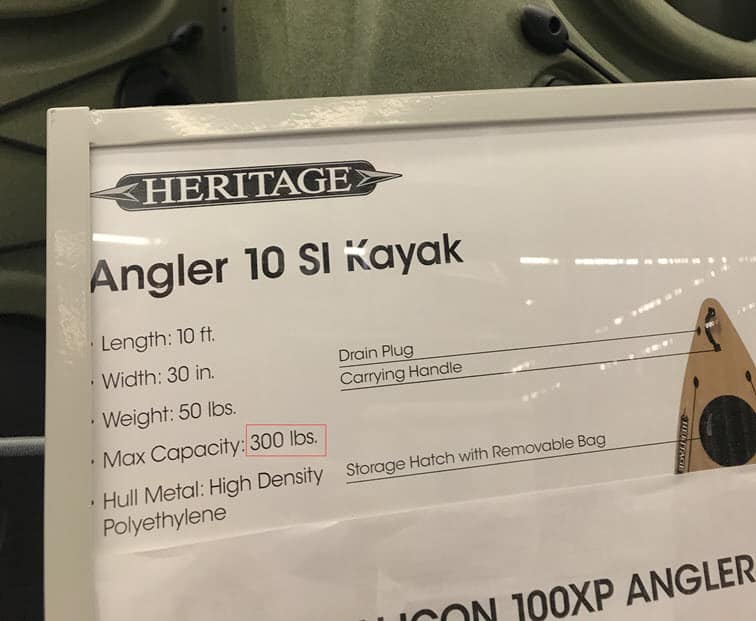 HERITAGE
Angler 10 SI Kayak
· Length: 10 ft.
· Width: 30 in.
· Weight: 50 lbs.
· Max Capacity: 300 lbs.
· Hull Metal: High Density
Polyethylene
Drain Plug
Carrying Handle
Storage Hatch with Removable Bag
HERITAGE
100XP ANGLER